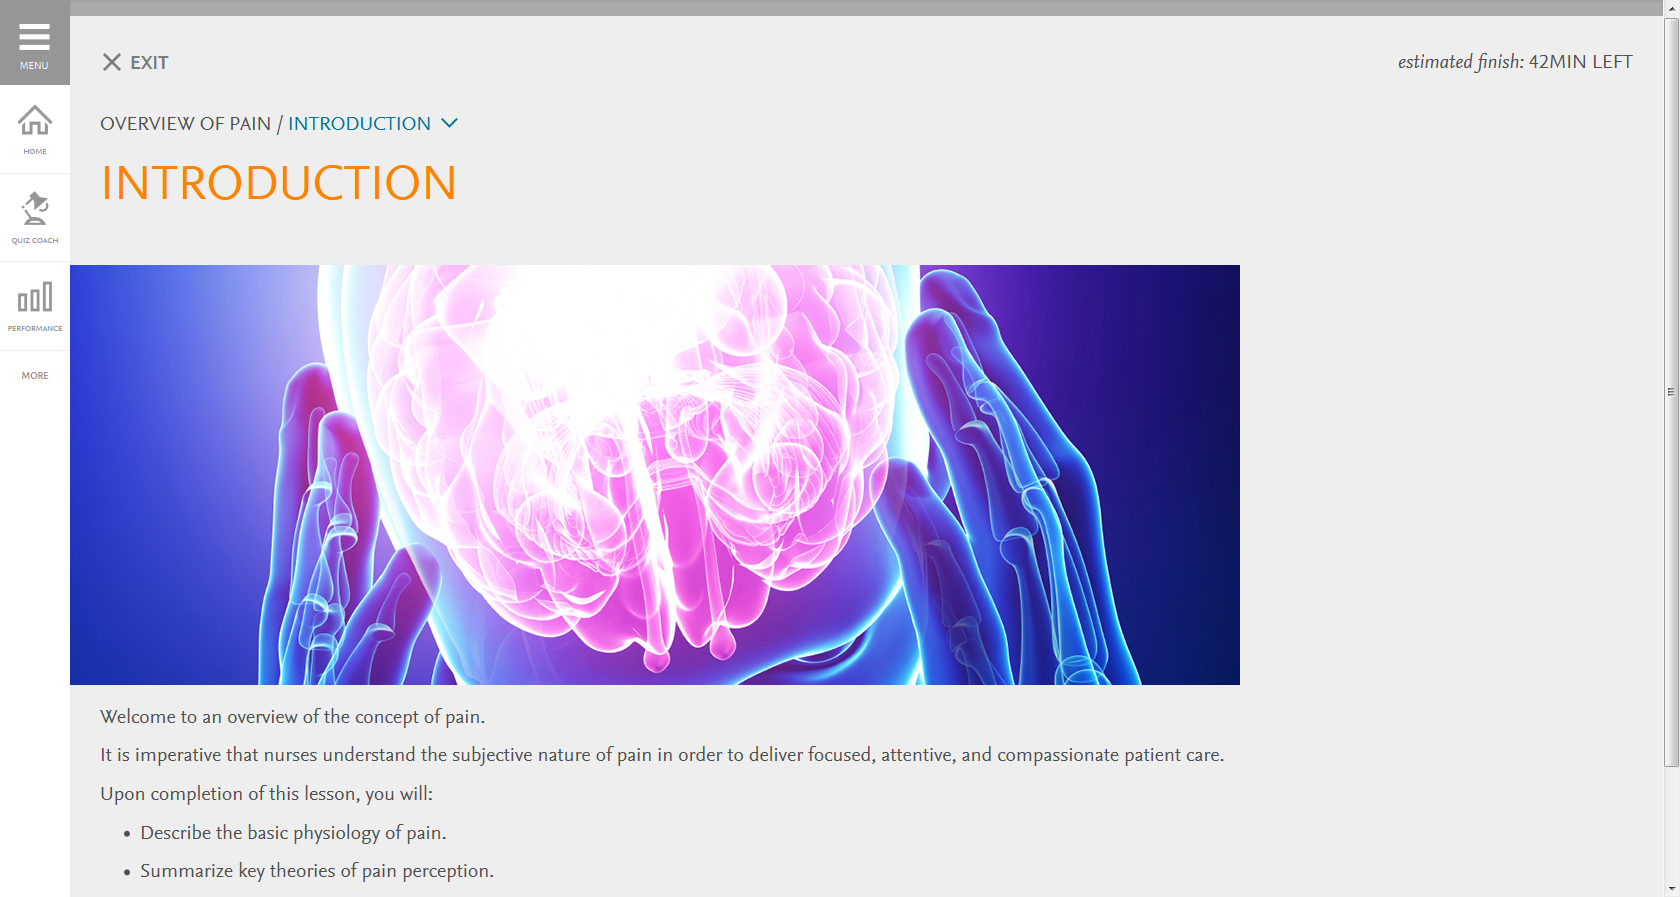 MENU
HOME
QUIZ COACH
PERFORMANCE
MORE
EXIT
estimated finish: 42MIN LEFT
OVERVIEW OF PAIN / INTRODUCTION
INTRODUCTION
Welcome to an overview of the concept of pain.
It is imperative that nurses understand the subjective nature of pain in order to deliver focused, attentive, and compassionate patient care.
Upon completion of this lesson, you will:
• Describe the basic physiology of pain.
• Summarize key theories of pain perception.